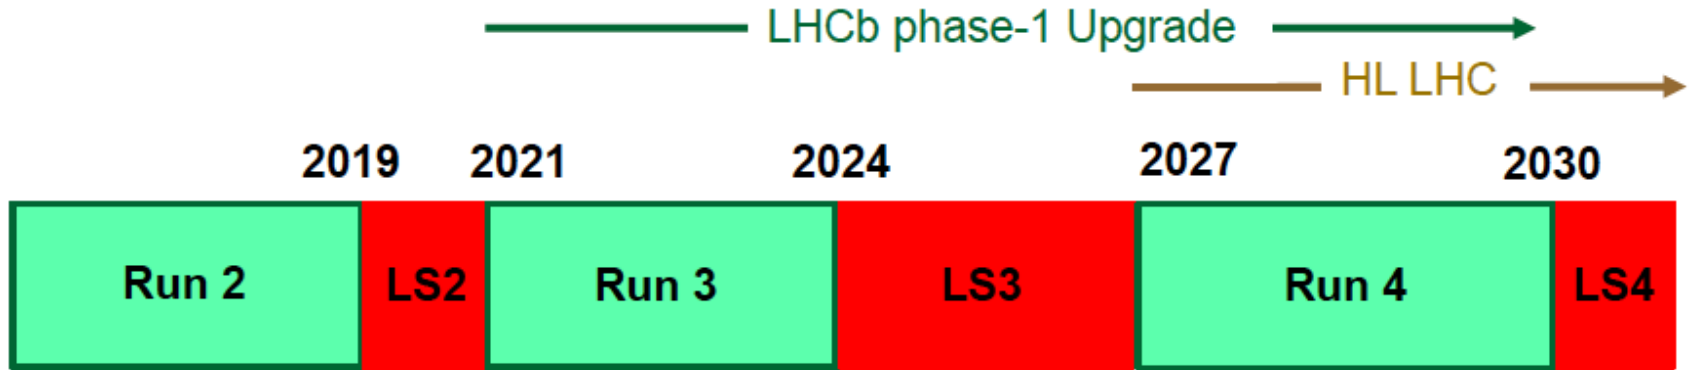 LHCb phase-1 Upgrade
HL LHC
2019 2021 2024 2027 2030
Run 2 LS2 Run 3 LS3 Run 4 LS4